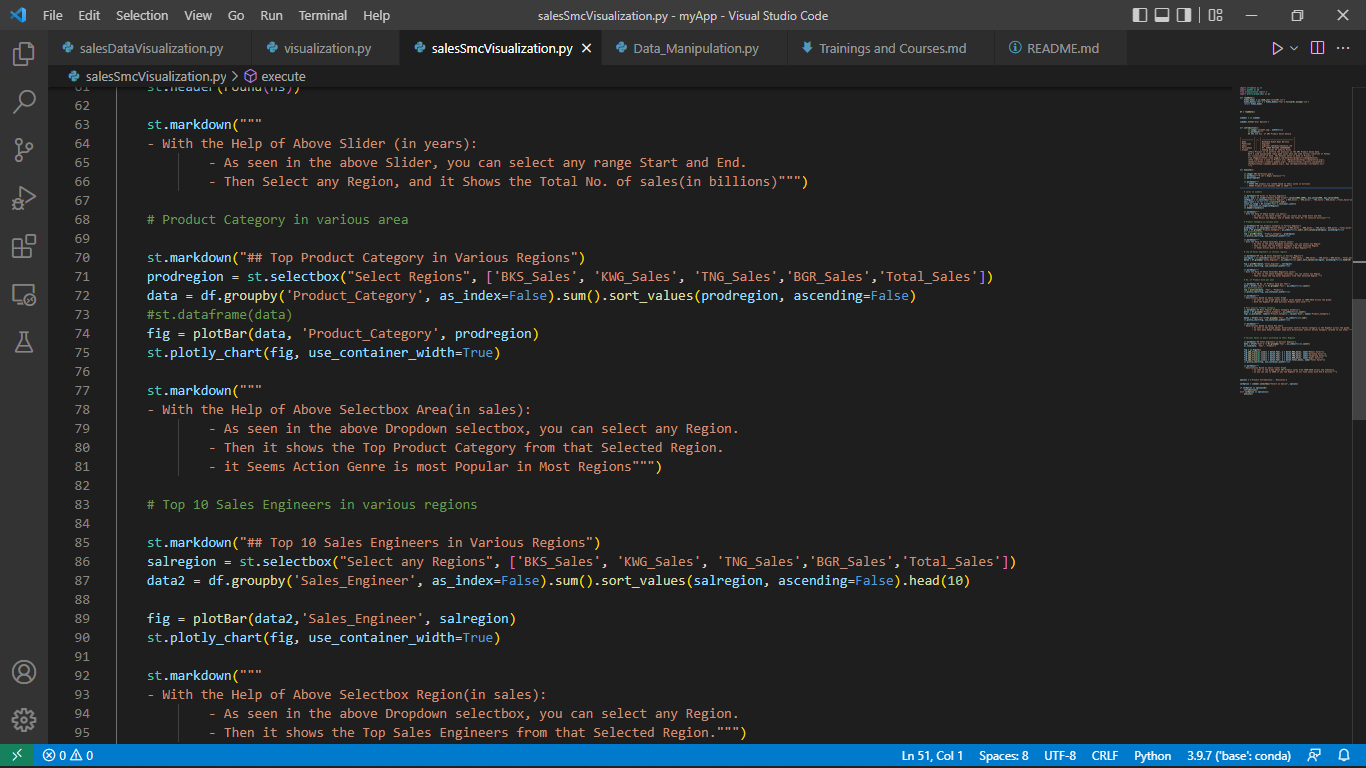 File Edit Selection View Go Run Terminal Help salesSmcVisualization.py - myApp - Visual Studio Code
salesDataVisualization.py visualization.py salesSmcVisualization.py Data_Manipulation.py Trainings and Courses.md README.md
salesSmcVisualization.py > execute
61 st.header(round(ns))
62
63 st.markdown("""
64 - With the Help of Above Slider (in years):
65 - As seen in the above Slider, you can select any range Start and End.
66 - Then Select any Region, and it Shows the Total No. of sales(in billions)""")
67
68 # Product Category in various area
69
70 st.markdown("## Top Product Category in Various Regions")
71 prodregion = st.selectbox("Select Regions", ['BKS_Sales', 'KWG_Sales', 'TNG_Sales','BGR_Sales','Total_Sales'])
72 data = df.groupby('Product_Category', as_index=False).sum().sort_values(prodregion, ascending=False)
73 #st.dataframe(data)
74 fig = plotBar(data, 'Product_Category', prodregion)
75 st.plotly_chart(fig, use_container_width=True)
76
77 st.markdown("""
78 - With the Help of Above Selectbox Area(in sales):
79 - As seen in the above Dropdown selectbox, you can select any Region.
80 - Then it shows the Top Product Category from that Selected Region.
81 - it Seems Action Genre is most Popular in Most Regions""")
82
83 # Top 10 Sales Engineers in various regions
84
85 st.markdown("## Top 10 Sales Engineers in Various Regions")
86 salregion = st.selectbox("Select any Regions", ['BKS_Sales', 'KWG_Sales', 'TNG_Sales','BGR_Sales','Total_Sales'])
87 data2 = df.groupby('Sales_Engineer', as_index=False).sum().sort_values(salregion, ascending=False).head(10)
88
89 fig = plotBar(data2,'Sales_Engineer', salregion)
90 st.plotly_chart(fig, use_container_width=True)
91
92 st.markdown("""
93 - With the Help of Above Selectbox Region(in sales):
94 - As seen in the above Dropdown selectbox, you can select any Region.
95 - Then it shows the Top Sales Engineers from that Selected Region.""")
0 0 Ln 51, Col 1 Spaces: 8 UTF-8 CRLF Python 3.9.7 ('base': conda)